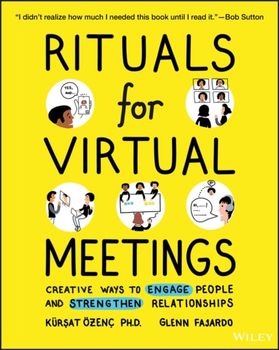 "I didn't realize how much I needed this book until I read it."—Bob Sutton
RITUALS
for
VIRTUAL
MEETINGS
CREATIVE WAYS TO ENGAGE PEOPLE
AND STRENGTHEN RELATIONSHIPS
KÜRŞAT ÖZENÇ PH.D. GLENN FAJARDO
WILEY